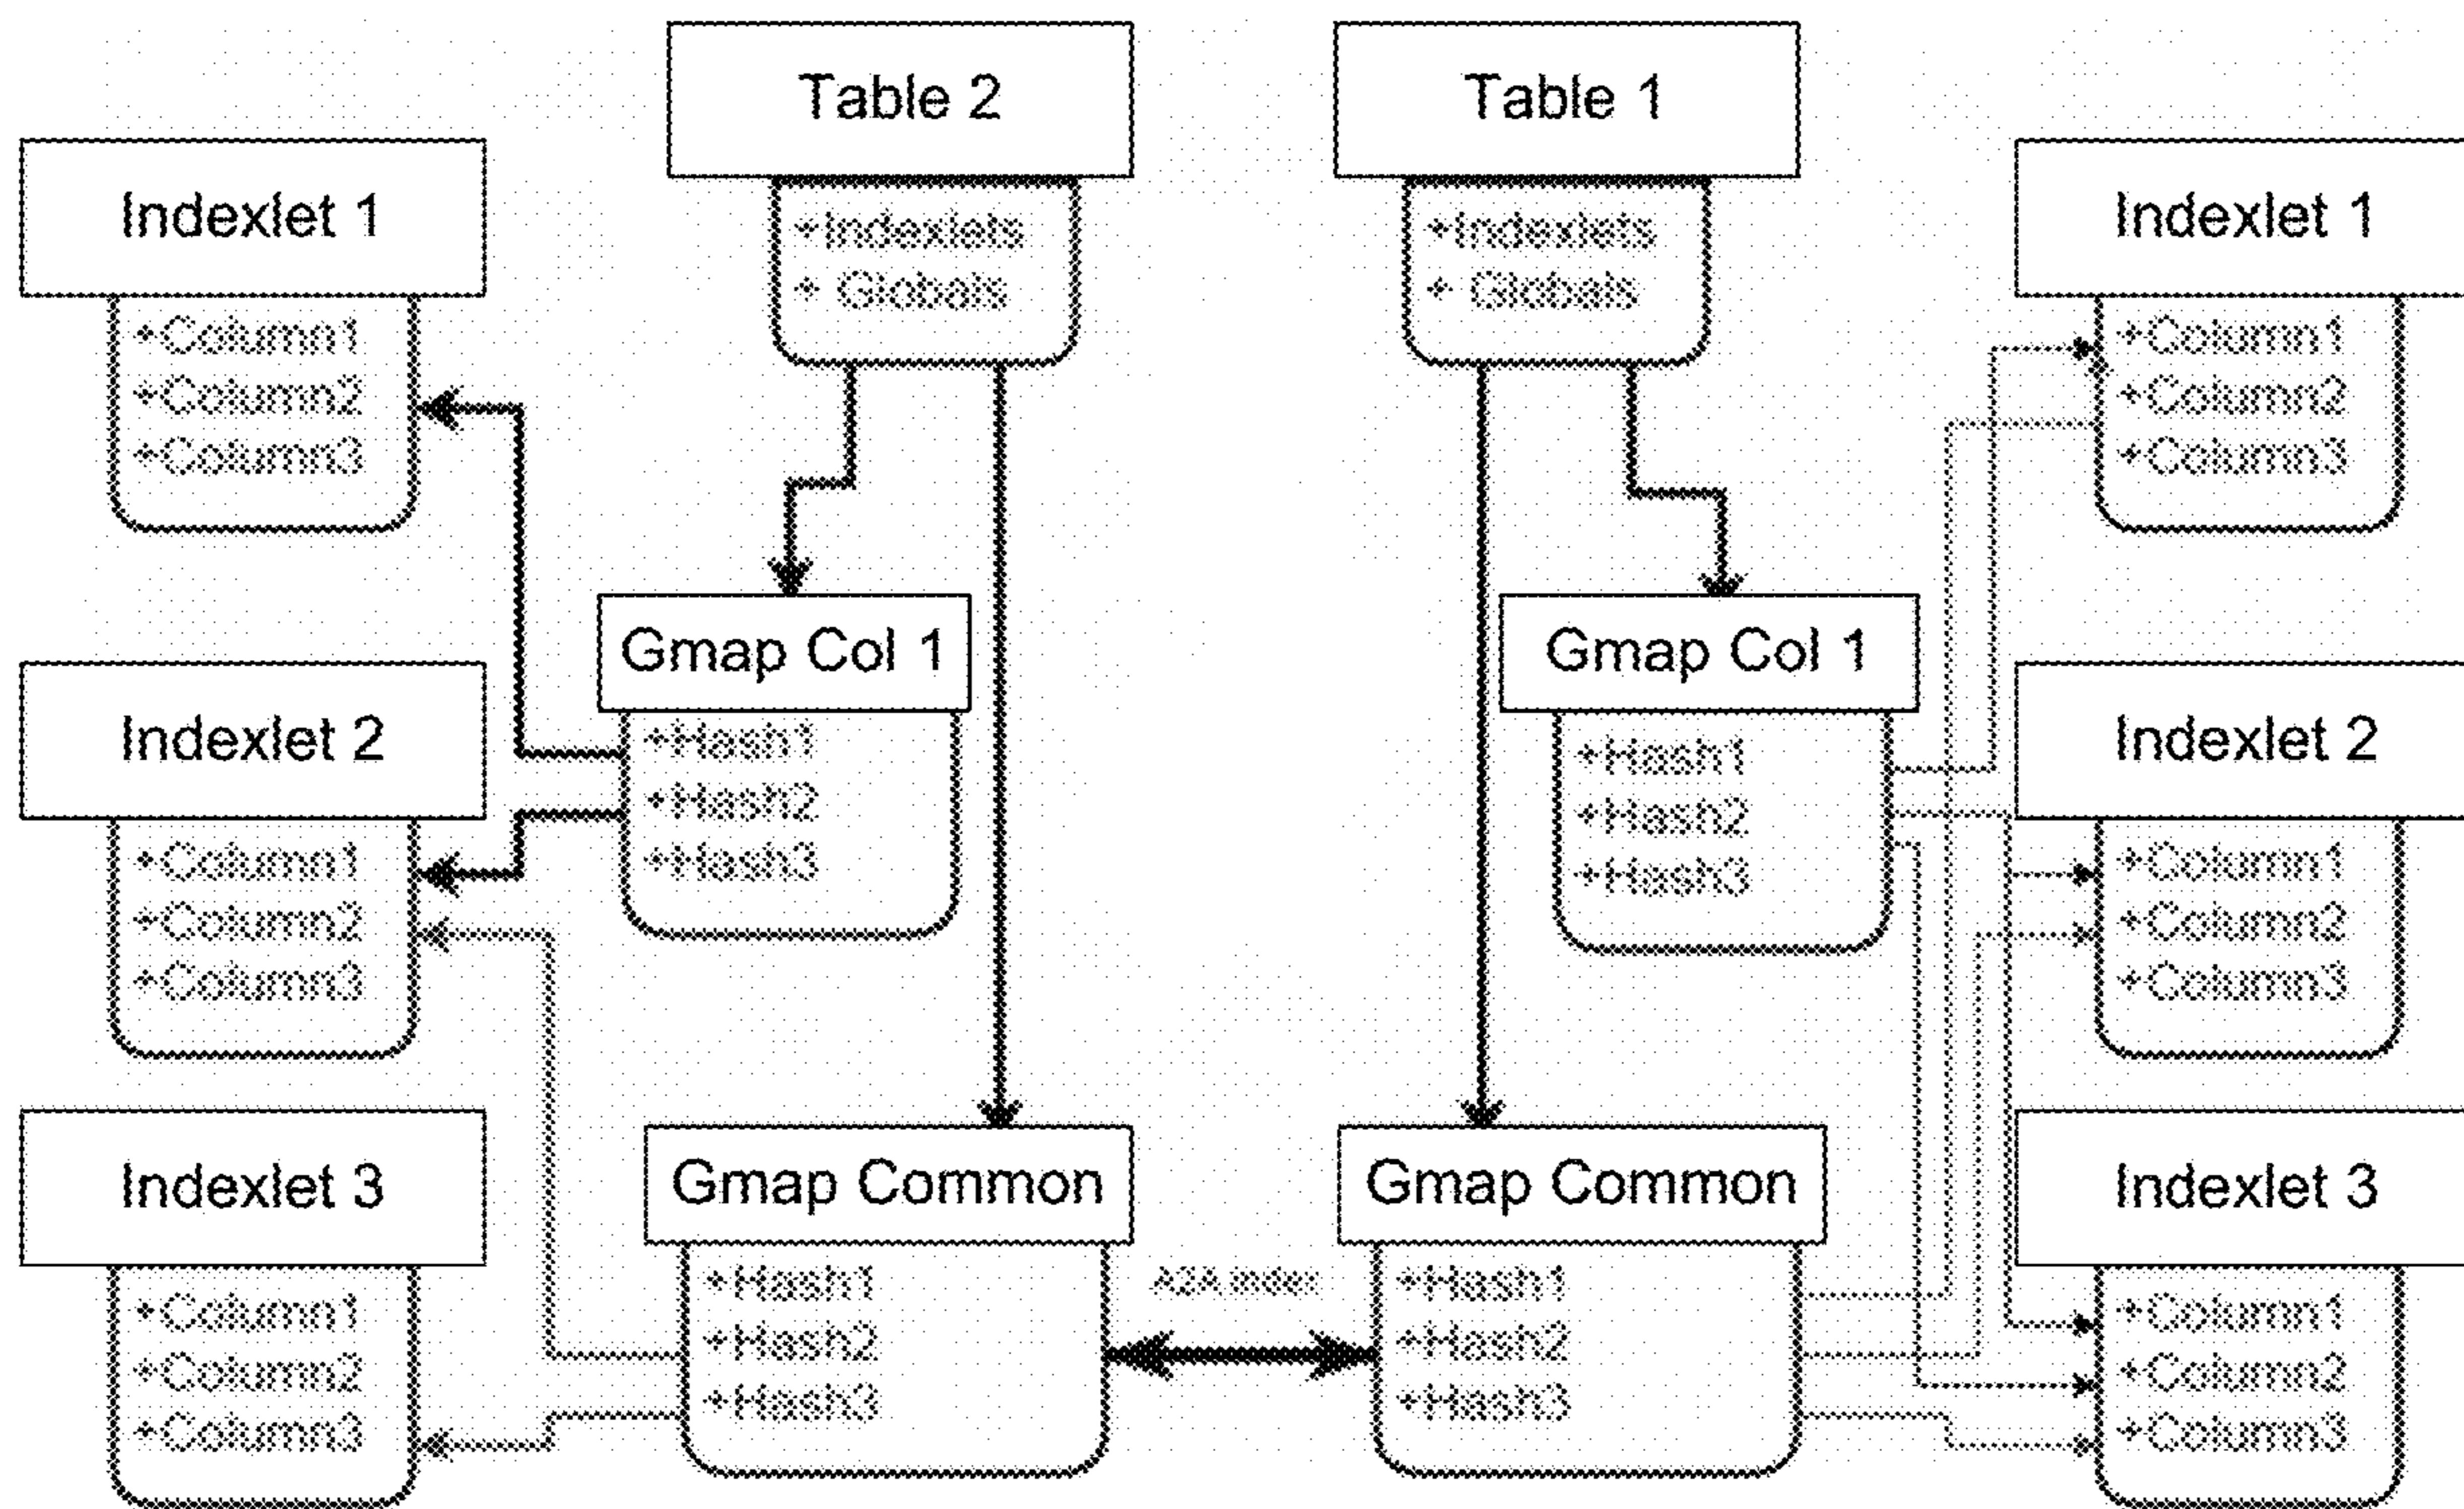 Table 2
+Indexlets
+ Globals
Table 1
+Indexlets
+ Globals
Indexlet 1
+Column1
+Column2
+Column3
Indexlet 1
+Column1
+Column2
+Column3
Gmap Col 1
+Hash1
+Hash2
+Hash3
Gmap Col 1
+Hash1
+Hash2
+Hash3
Indexlet 2
+Column1
+Column2
+Column3
Indexlet 2
+Column1
+Column2
+Column3
Indexlet 3
+Column1
+Column2
+Column3
Gmap Common
+Hash1
+Hash2
+Hash3
A2A index
Gmap Common
+Hash1
+Hash2
+Hash3
Indexlet 3
+Column1
+Column2
+Column3